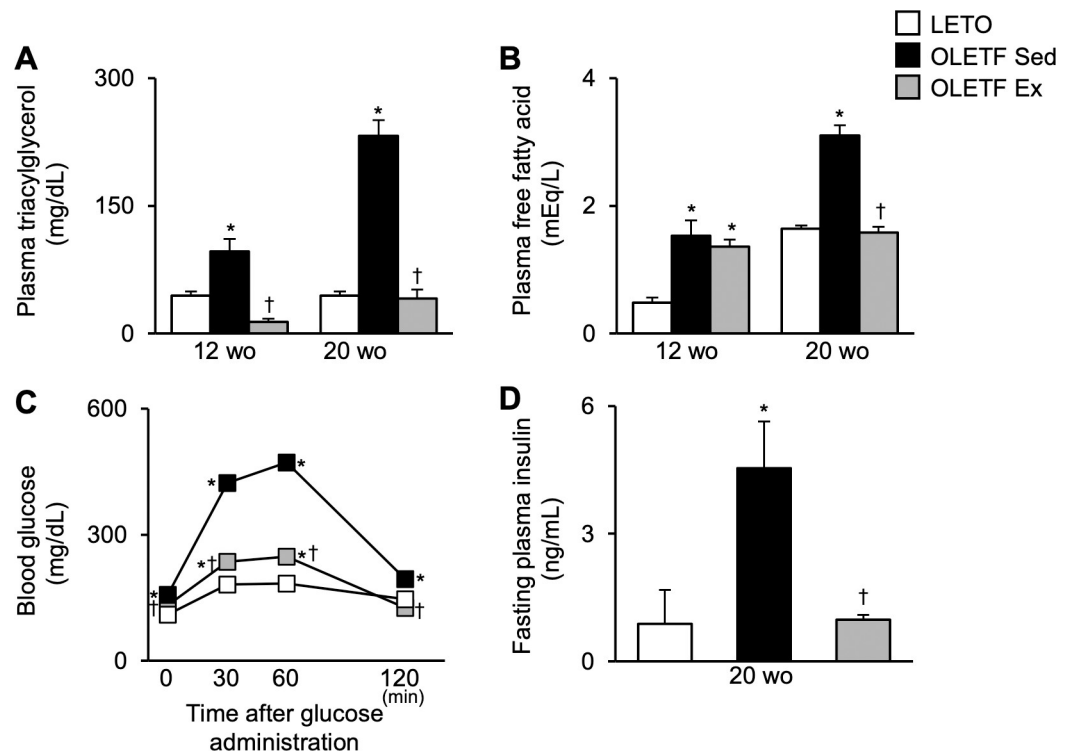 LETO
OLETF Sed
OLETF Ex
A
Plasma triacylglycerol
(mg/dL)
300
150
0
*
†
*
†
12 wo
20 wo
B
Plasma free fatty acid
(mEq/L)
4
2
0
*
*
*
†
12 wo
20 wo
C
Blood glucose
(mg/dL)
600
300
0
*
†
*
*†
*
*†
*
†
0
30
60
120
(min)
Time after glucose
administration
D
Fasting plasma insulin
(ng/mL)
6
3
0
*
†
20 wo